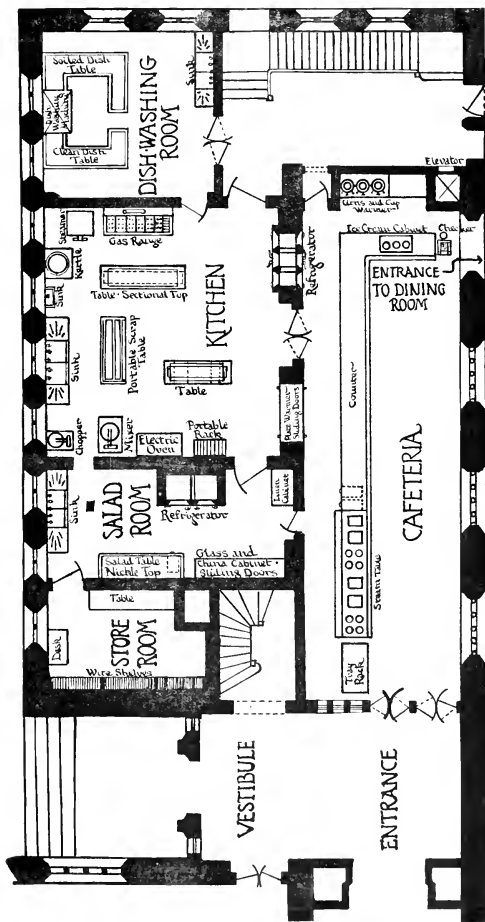 Soiled Dish
Table
Dish
Washing
Machine
Clean Dish
Table
DISHWASHING
ROOM
Sink
Elevator
Urns and Cup
Warmer
Ice Cream Cabinet
Checker
ENTRANCE
TO DINING
ROOM
Steamer
Gas Range
Kettle
Sink
Table-Sectional Top
KITCHEN
Refrigerator
Portable Scrap
Table
Sink
Table
Plate Warmer
Sliding Doors
Counter
CAFETERIA
Chopper
Mixer
Electric
Oven
Portable
Rack
Sink
SALAD
ROOM
Refrigerator
Linen
Cabinet
Salad Table
Nickle Top
Glass and
China Cabinet
Sliding Doors
Steam Table
Table
Desk
STORE
ROOM
Wire Shelves
Tray
Rack
VESTIBULE
ENTRANCE